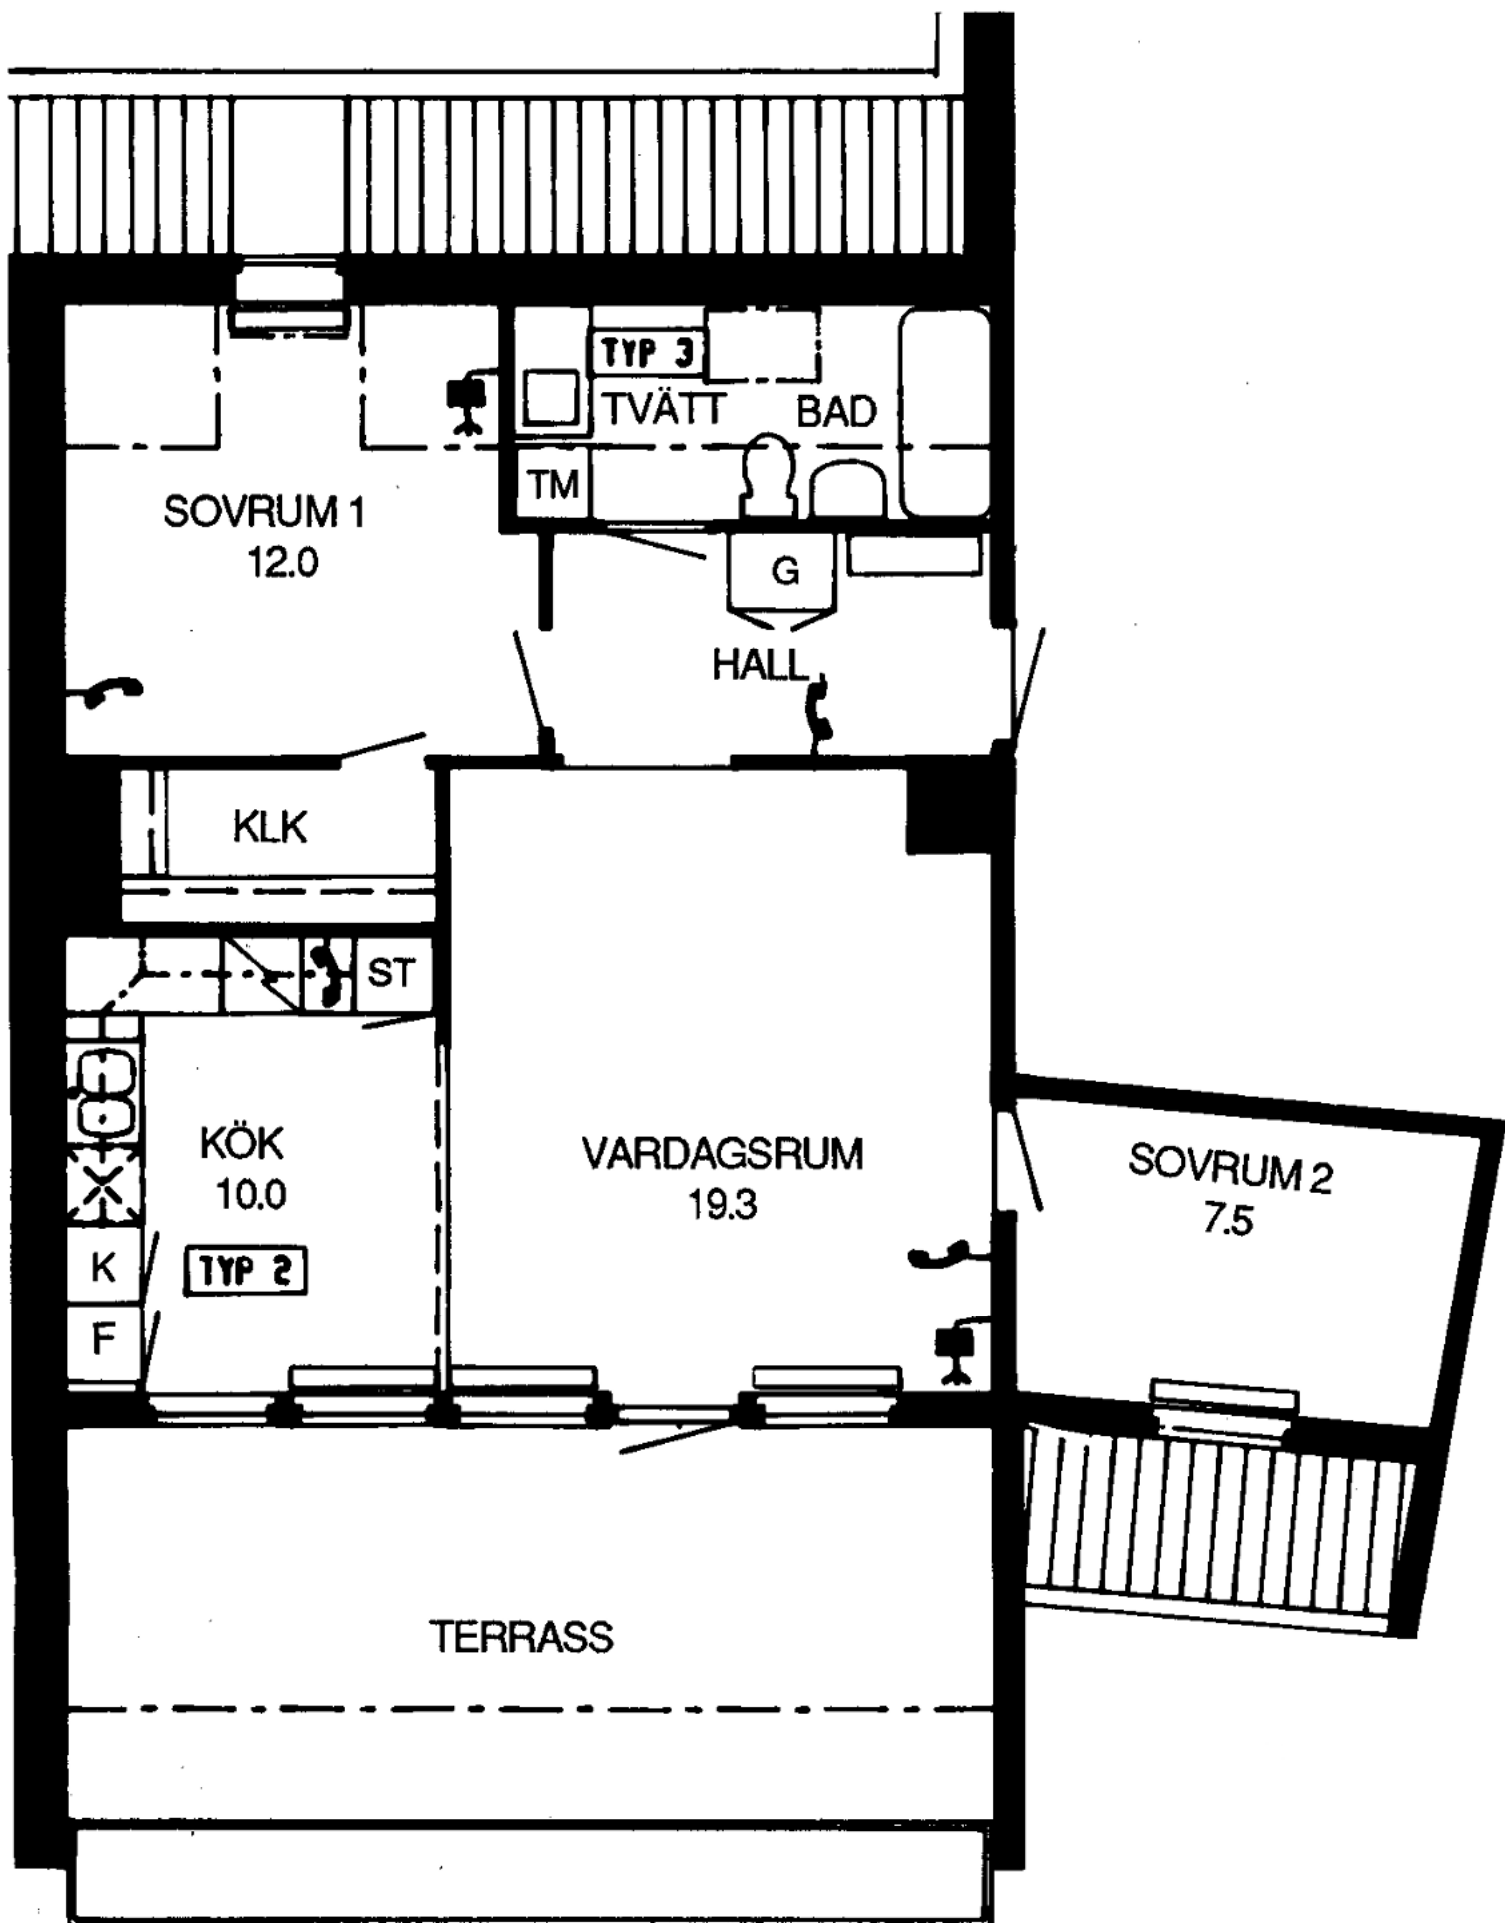 TYP 3
TVÄTT BAD
TM
SOVRUM 1
12.0
G
HALL
KLK
ST
KÖK
10.0
TYP 2
K
F
VARDAGSRUM
19.3
SOVRUM 2
7.5
TERRASS